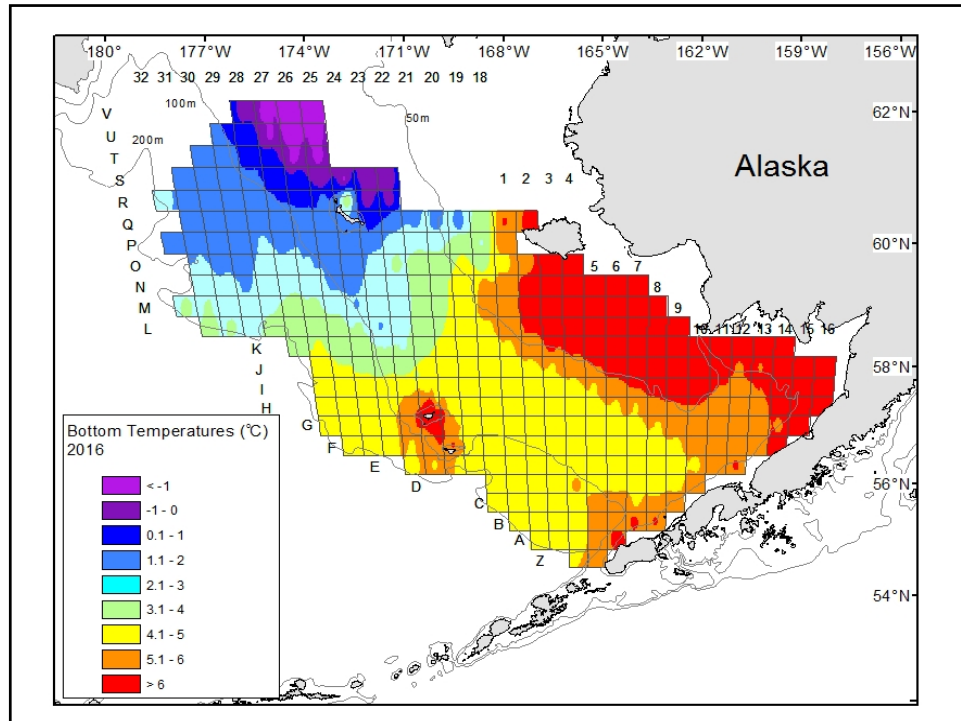 180° 177°W 174°W 171°W 168°W 165°W 162°W 159°W 156°W
32 31 30 29 28 27 26 25 24 23 22 21 20 19 18
100m
50m
62°N
V
U
200m
T
S
R
Q
P
O
N
M
L
1 2 3 4
Alaska
60°N
5 6 7
8
9
10 11 12 13 14 15 16
K
J
I
H
58°N
G
F
E
D
C
B
A
Z
56°N
54°N
Bottom Temperatures (°C)
2016
< -1
-1 - 0
0.1 - 1
1.1 - 2
2.1 - 3
3.1 - 4
4.1 - 5
5.1 - 6
> 6